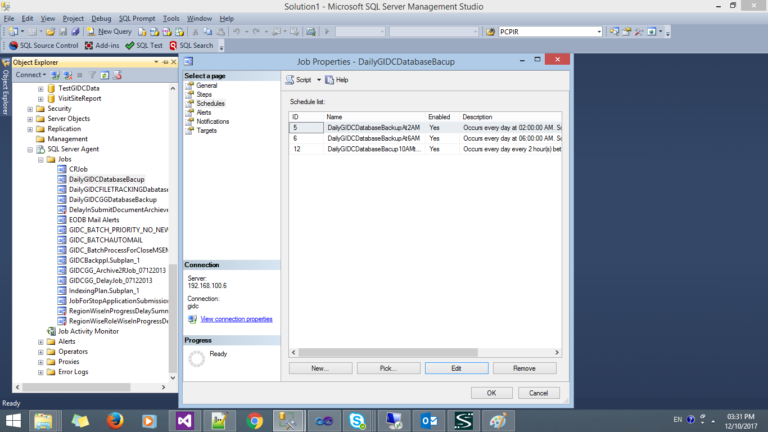 Solution1 - Microsoft SQL Server Management Studio
File Edit View Project Debug SQL Prompt Tools Window Help
New Query
PCPIR
SQL Source Control Add-ins SQL Test SQL Search
Object Explorer
Object Explorer
Connect
TestGIDCData
VisitSiteReport
Security
Server Objects
Replication
Management
SQL Server Agent
Jobs
CRJob
DailyGIDCDatabaseBacup
DailyGIDCFILETRACKINGDabatase
DailyGIDCGGDatabaseBackup
DelayInSubmitDocumentArchieve
EODB Mail Alerts
GIDC_BATCH_PRIORITY_NO_NEW
GIDC_BATCHAUTOMAIL
GIDC_BatchProcessForCloseMSEM
GIDCBackppl.Subplan_1
GIDCGG_Archive2RJob_07122013
GIDCGG_DelayJob_07122013
IndexingPlan.Subplan_1
JobForStopApplicationSubmission
RegionWiseInProgressDelaySumm
RegionWiseRoleWiseInProgressDe
Job Activity Monitor
Alerts
Operators
Proxies
Error Logs
Job Properties - DailyGIDCDatabaseBacup
Select a page
General
Steps
Schedules
Alerts
Notifications
Targets
Script Help
Schedule list:
ID Name Enabled Description
5 DailyGIDCDatabaseBackupAt2AM Yes Occurs every day at 02:00:00 AM. Sc
6 DailyGIDCDatabaseBackupAt6AM Yes Occurs every day at 06:00:00 AM. Sc
12 DailyGIDCDatabaseBacup10AMt... Yes Occurs every day every 2 hour(s) bet
Connection
Server:
192.168.100.6
Connection:
gidc
View connection properties
Progress
Ready
New... Pick... Edit Remove
OK Cancel
Ready
EN
03:31 PM
12/10/2017